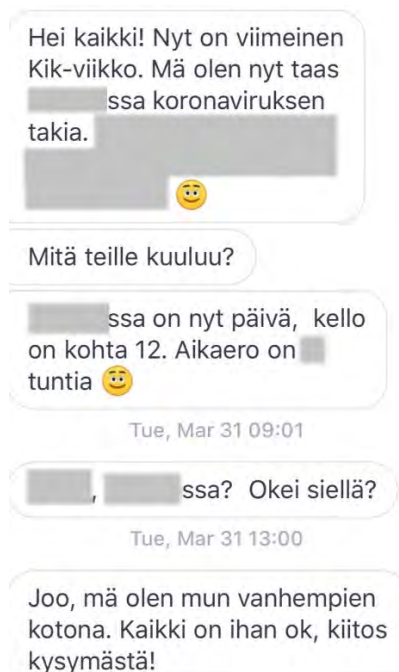 Hei kaikki! Nyt on viimeinen
Kik-viikko. Mä olen nyt taas
ssa koronaviruksen
takia.
Mitä teille kuuluu?
ssa on nyt päivä, kello
on kohta 12. Aikaero on
tuntia
Tue, Mar 31 09:01
, ssa? Okei siellä?
Tue, Mar 31 13:00
Joo, mä olen mun vanhempien
kotona. Kaikki on ihan ok, kiitos
kysymästä!